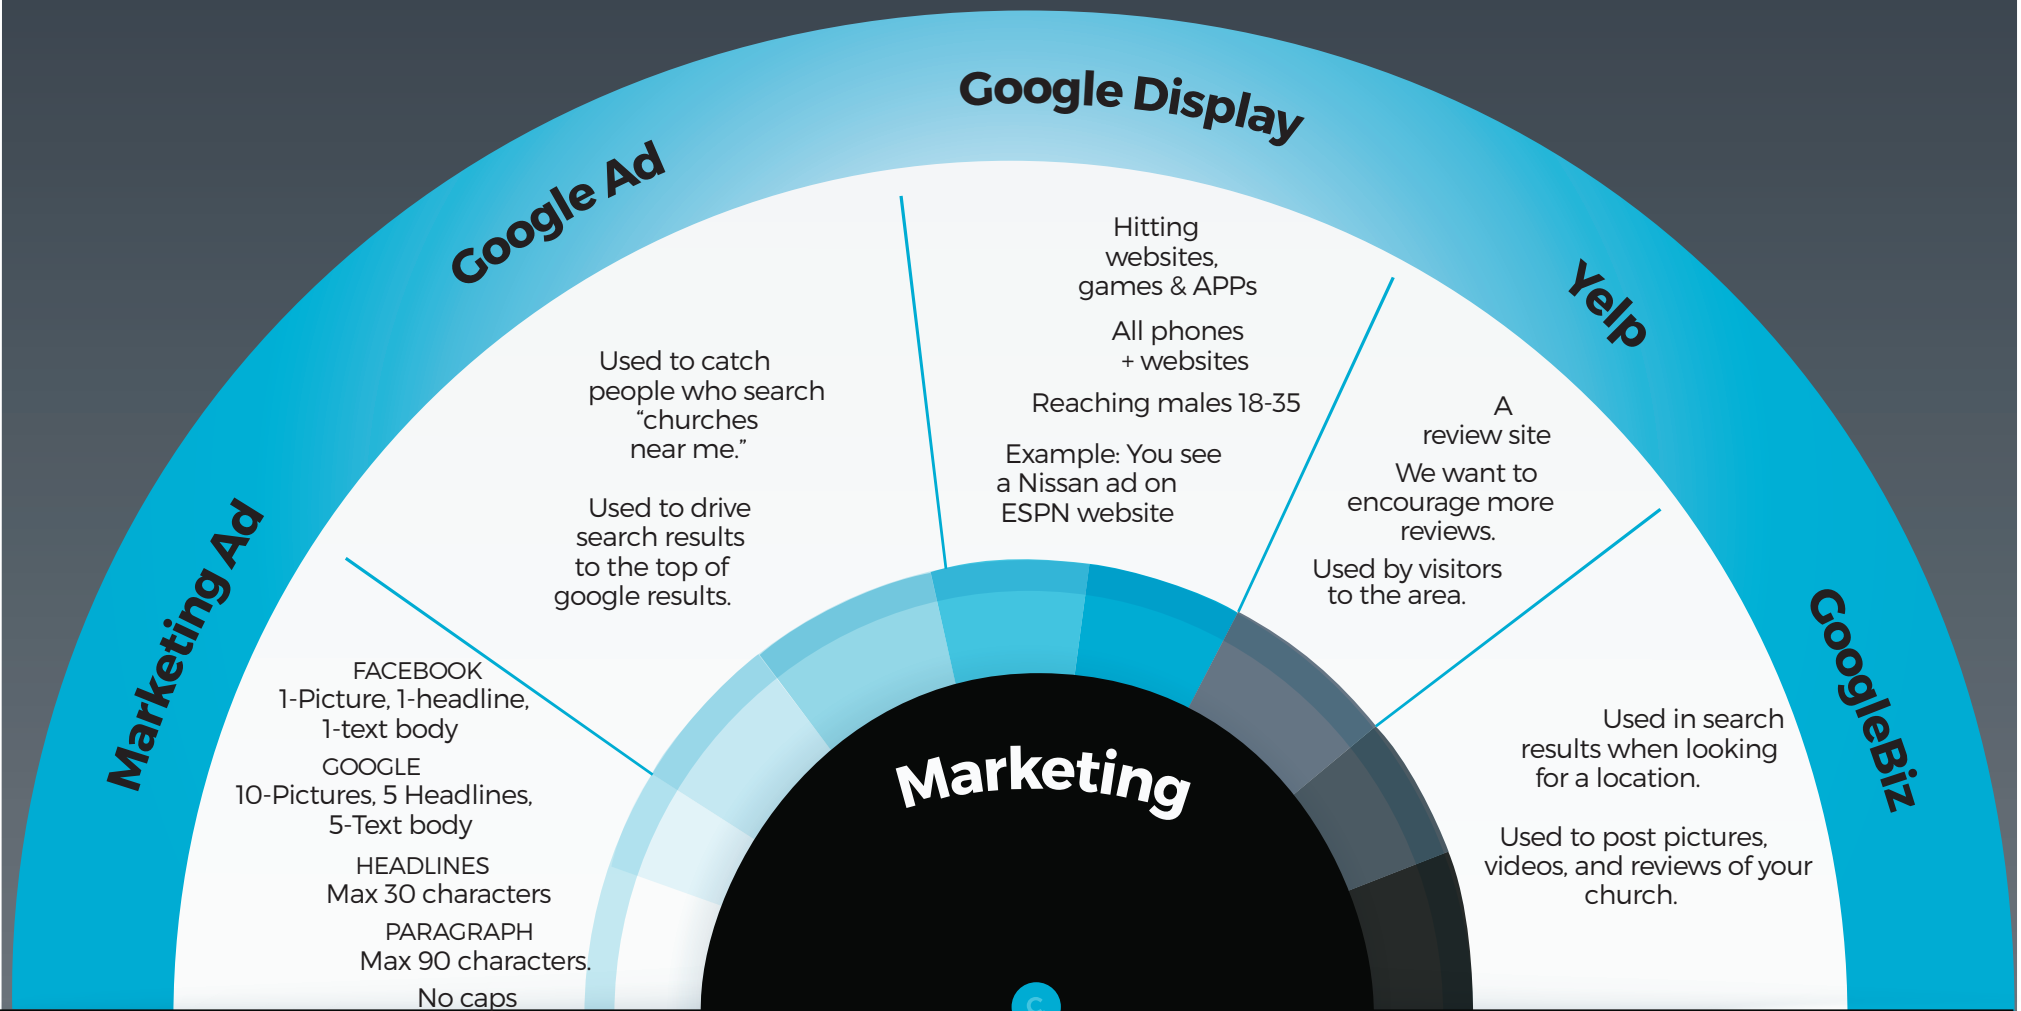 Marketing Ad
FACEBOOK
1-Picture, 1-headline,
1-text body
GOOGLE
10-Pictures, 5 Headlines,
5-Text body
HEADLINES
Max 30 characters
PARAGRAPH
Max 90 characters.
No caps
Google Ad
Used to catch
people who search
“churches
near me.”
Used to drive
search results
to the top of
google results.
Google Display
Hitting
websites,
games & APPs
All phones
+ websites
Reaching males 18-35
Example: You see
a Nissan ad on
ESPN website
Yelp
A
review site
We want to
encourage more
reviews.
Used by visitors
to the area.
GoogleBiz
Used in search
results when looking
for a location.
Used to post pictures,
videos, and reviews of your
church.
Marketing
C